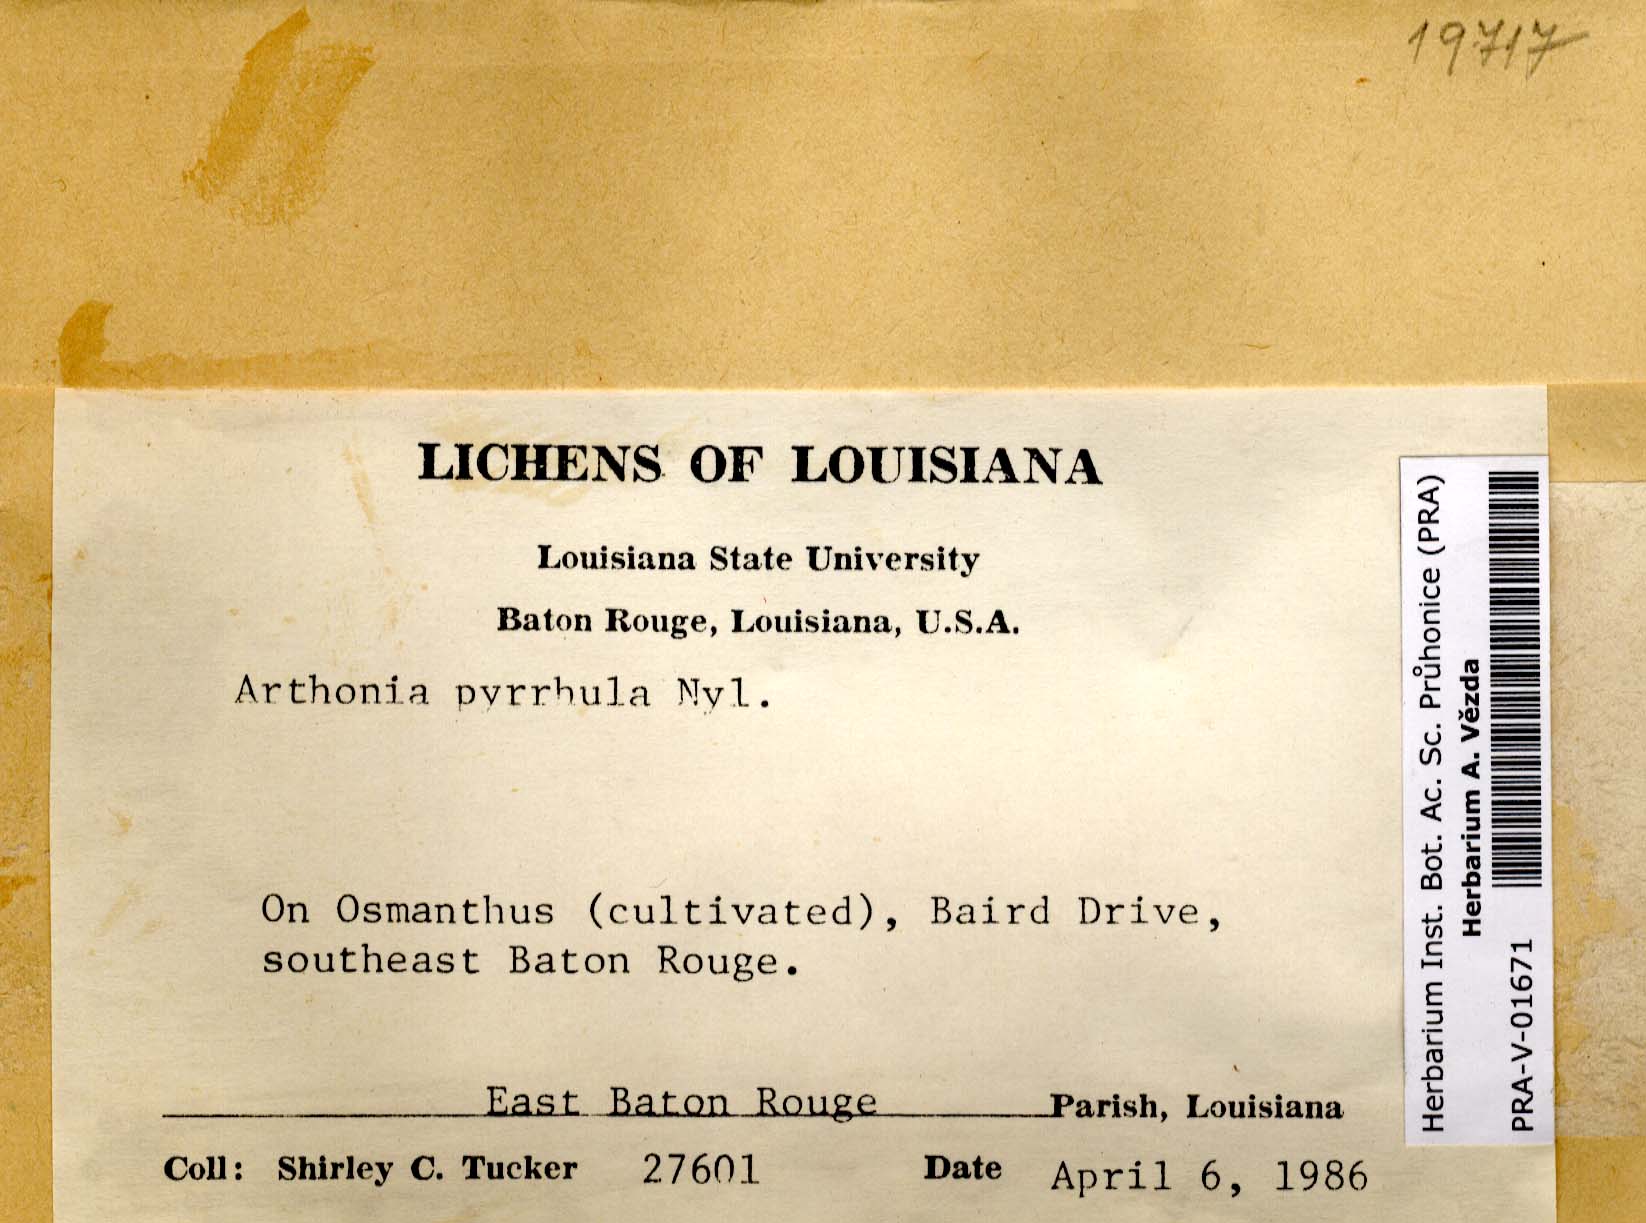 19717
LICHENS OF LOUISIANA
Louisiana State University
Baton Rouge, Louisiana, U.S.A.
Arthonia pyrrhula Nyl.
On Osmanthus (cultivated), Baird Drive,
southeast Baton Rouge.
East Baton Rouge Parish, Louisiana
Coll: Shirley C. Tucker 27601 Date April 6, 1986
Herbarium Inst. Bot. Ac. Sc. Průhonice (PRA)
Herbarium A. Vězda
PRA-V-01671